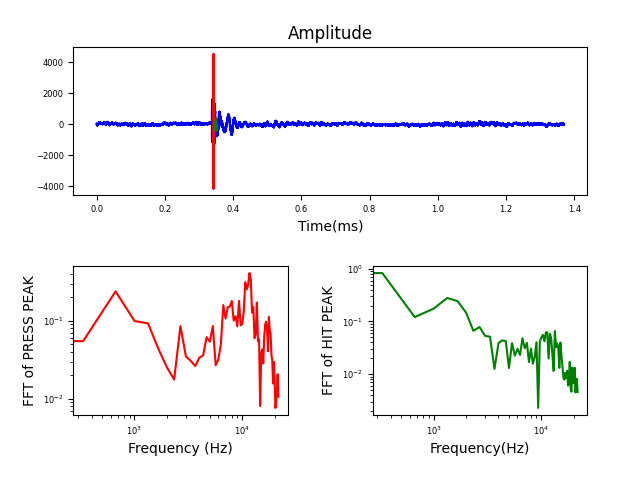 Amplitude
4000
2000
0
−2000
−4000
0.0 0.2 0.4 0.6 0.8 1.0 1.2 1.4
Time(ms)
FFT of PRESS PEAK
10⁻¹
10⁻²
10³ 10⁴
Frequency (Hz)
FFT of HIT PEAK
10⁰
10⁻¹
10⁻²
10³ 10⁴
Frequency(Hz)